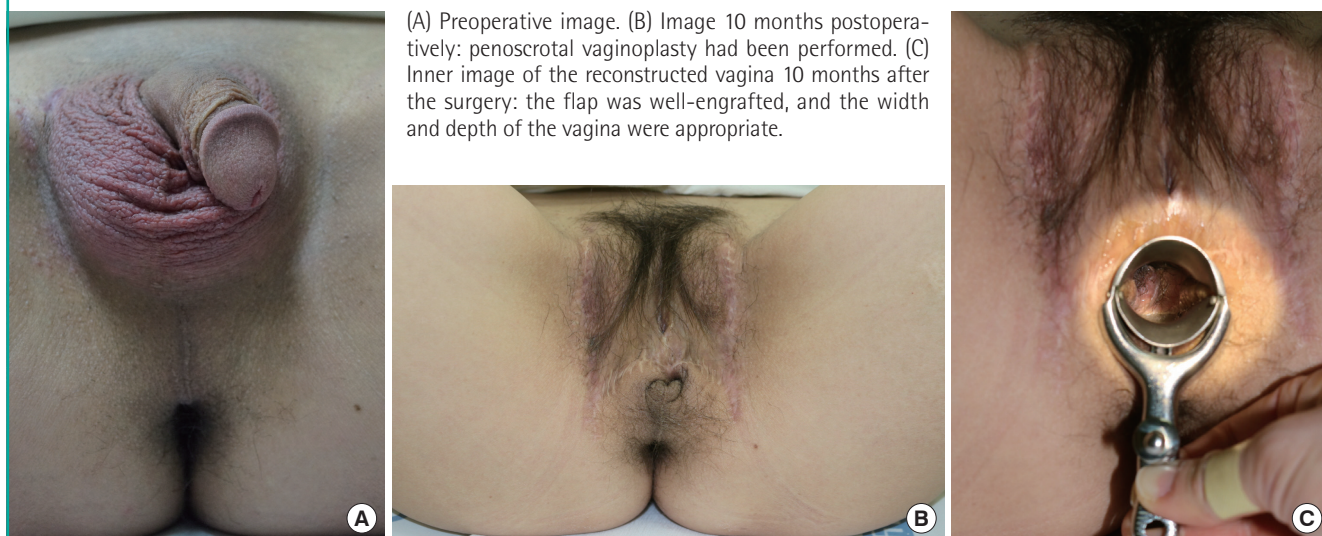 (A) Preoperative image. (B) Image 10 months postopera-
tively: penoscrotal vaginoplasty had been performed. (C)
Inner image of the reconstructed vagina 10 months after
the surgery: the flap was well-engrafted, and the width
and depth of the vagina were appropriate.
A
B
C